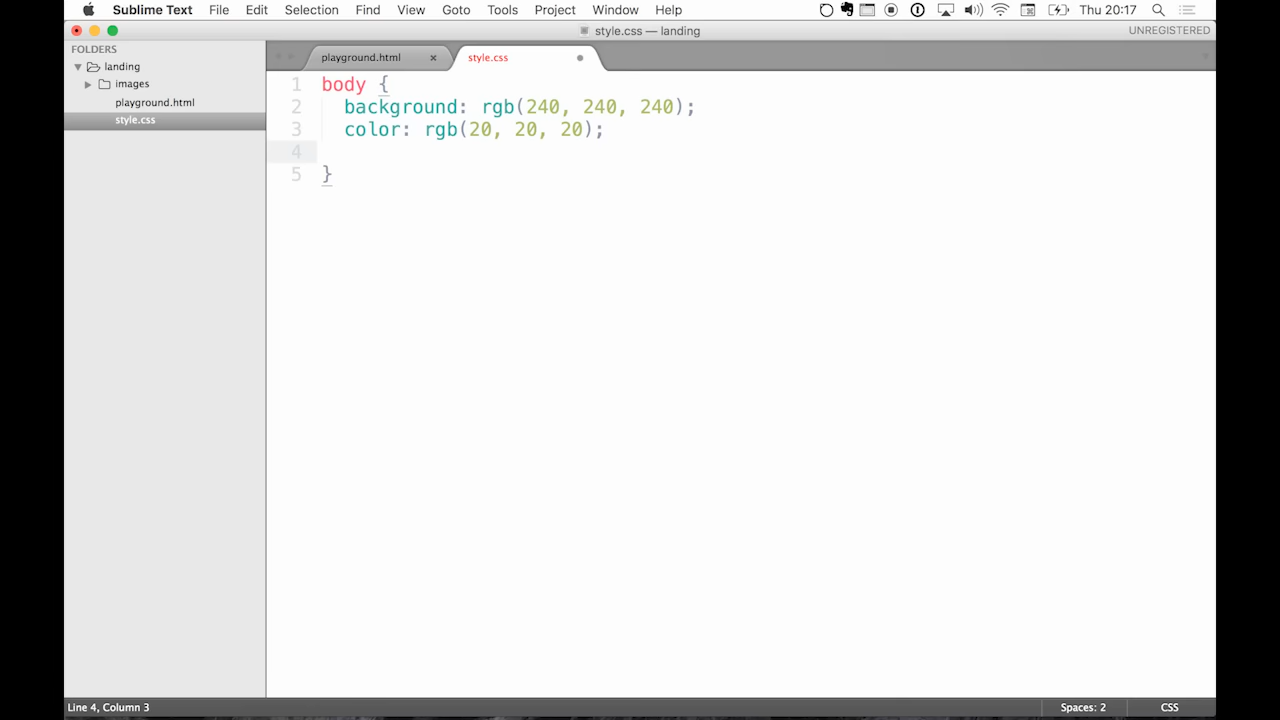 Sublime Text File Edit Selection Find View Goto Tools Project Window Help Thu 20:17
style.css — landing UNREGISTERED
FOLDERS
landing
images
playground.html
style.css
playground.html × style.css
1 body {
2 background: rgb(240, 240, 240);
3 color: rgb(20, 20, 20);
4
5 }
Line 4, Column 3 Spaces: 2 CSS